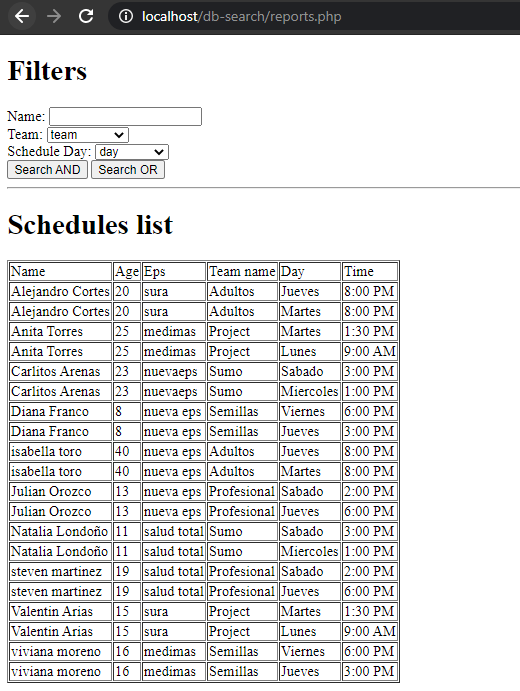 localhost/db-search/reports.php
Filters
Name:
Team: team
Schedule Day: day
Search AND Search OR
Schedules list
Name Age Eps Team name Day Time
Alejandro Cortes 20 sura Adultos Jueves 8:00 PM
Alejandro Cortes 20 sura Adultos Martes 8:00 PM
Anita Torres 25 medimas Project Martes 1:30 PM
Anita Torres 25 medimas Project Lunes 9:00 AM
Carlitos Arenas 23 nuevaeps Sumo Sabado 3:00 PM
Carlitos Arenas 23 nuevaeps Sumo Miercoles 1:00 PM
Diana Franco 8 nueva eps Semillas Viernes 6:00 PM
Diana Franco 8 nueva eps Semillas Jueves 3:00 PM
isabella toro 40 nueva eps Adultos Jueves 8:00 PM
isabella toro 40 nueva eps Adultos Martes 8:00 PM
Julian Orozco 13 nueva eps Profesional Sabado 2:00 PM
Julian Orozco 13 nueva eps Profesional Jueves 6:00 PM
Natalia Londoño 11 salud total Sumo Sabado 3:00 PM
Natalia Londoño 11 salud total Sumo Miercoles 1:00 PM
steven martinez 19 salud total Profesional Sabado 2:00 PM
steven martinez 19 salud total Profesional Jueves 6:00 PM
Valentin Arias 15 sura Project Martes 1:30 PM
Valentin Arias 15 sura Project Lunes 9:00 AM
viviana moreno 16 medimas Semillas Viernes 6:00 PM
viviana moreno 16 medimas Semillas Jueves 3:00 PM